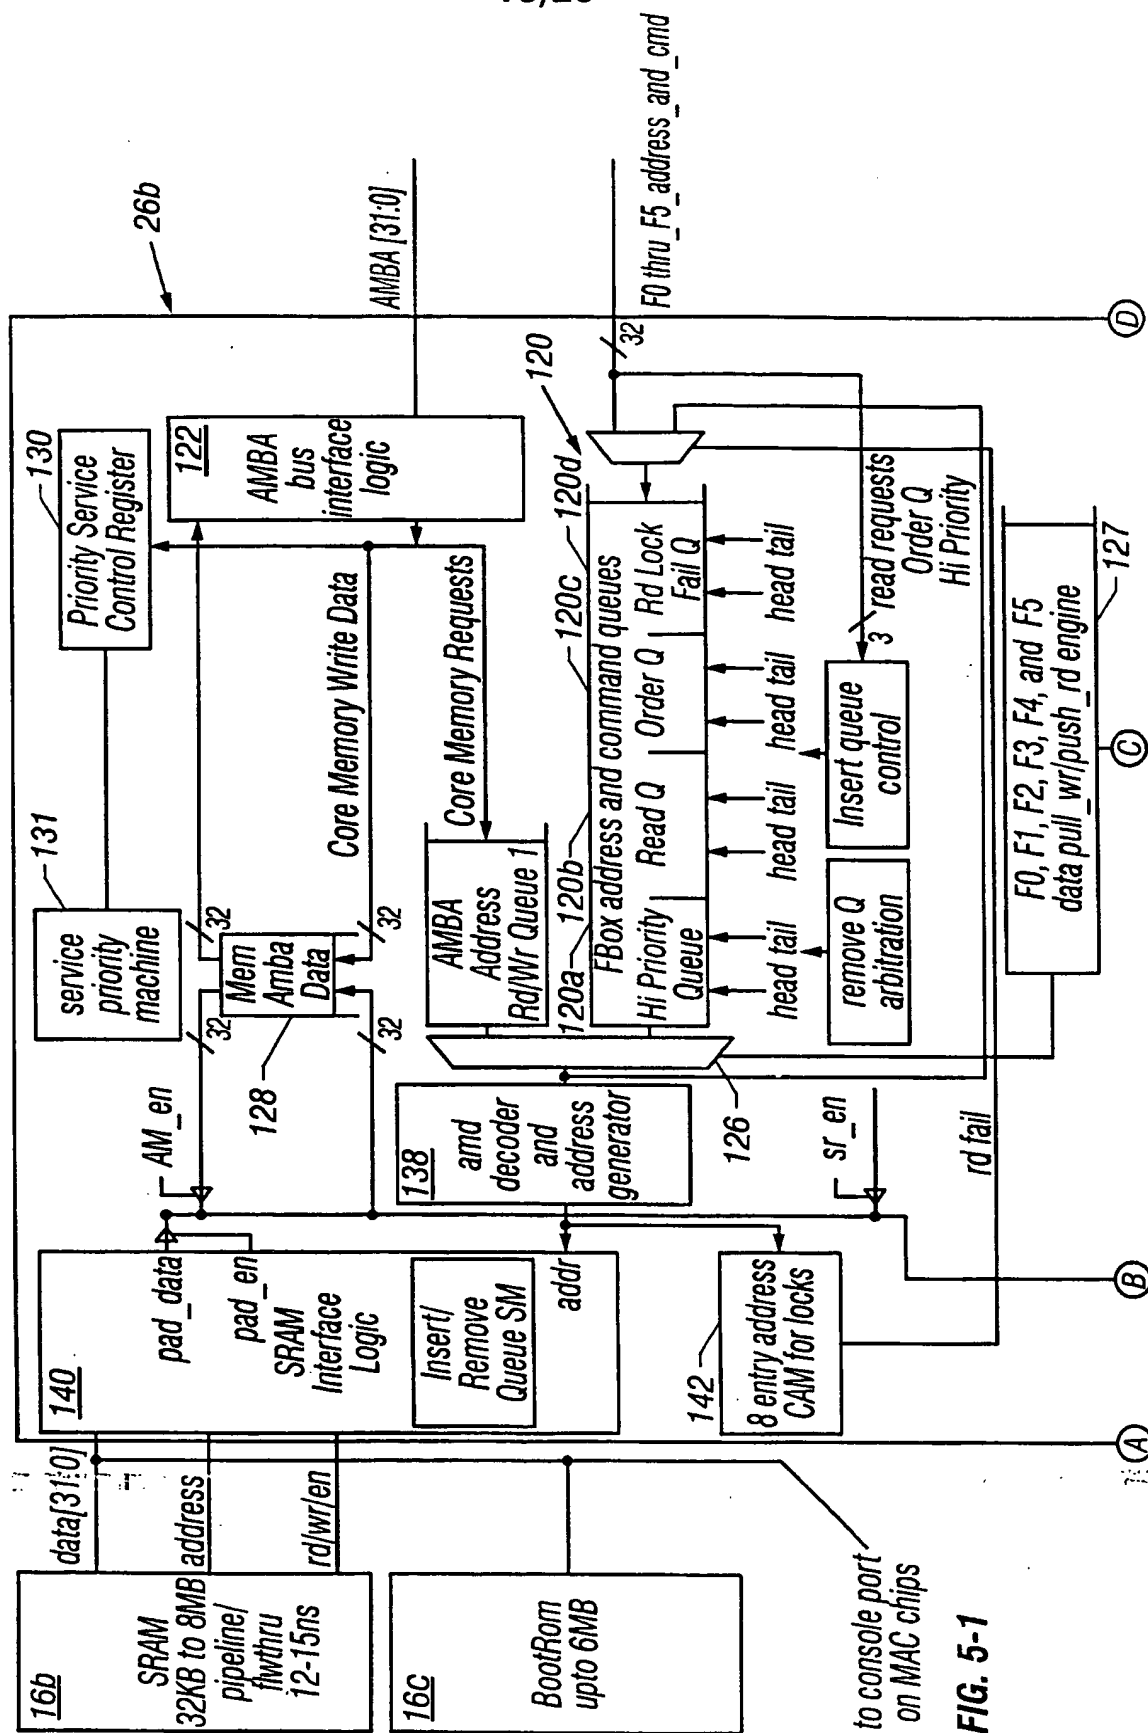 16b
SRAM
32KB to 8MB
pipeline/
flwthru
12-15ns
data[31:0]
address
rd/wr/en
16c
BootRom
upto 6MB
to console port
on MAC chips
FIG. 5-1
140
pad_data
pad_en
SRAM
Interface
Logic
Insert/
Remove
Queue SM
addr
142
8 entry address
CAM for locks
A
B
AM_en
138
amd
decoder
and
address
generator
126
sr_en
rd fail
131
service
priority
machine
32
32
Mem
Amba
Data
32
32
128
130
Priority Service
Control Register
Core Memory Write Data
Core Memory Requests
AMBA
Address
Rd/Wr Queue 1
122
AMBA
bus
interface
logic
26b
AMBA [31:0]
120a
120b
120c
120d
120
FBox address and command queues
Hi Priority
Queue
Read Q
Order Q
Rd Lock
Fail Q
head tail
head tail
head tail
head tail
remove Q
arbitration
Insert queue
control
3
read requests
Order Q
Hi Priority
32
F0 thru F5 address and cmd
F0, F1, F2, F3, F4, and F5
data pull_wr/push_rd engine
127
C
D